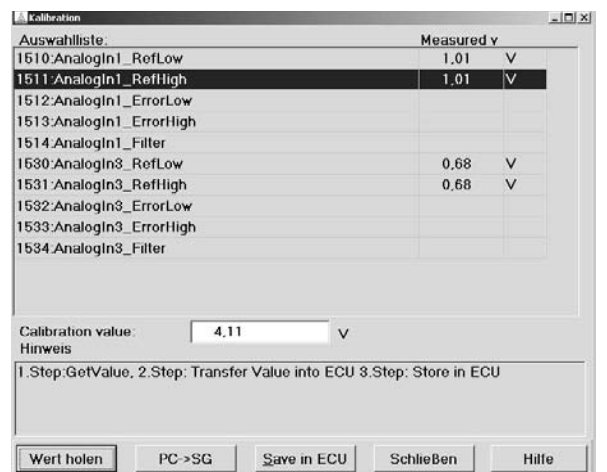 Kalibration
Auswahlliste: Measured v
1510:AnalogIn1_RefLow 1,01 V
1511:AnalogIn1_RefHigh 1,01 V
1512:AnalogIn1_ErrorLow
1513:AnalogIn1_ErrorHigh
1514:AnalogIn1_Filter
1530:AnalogIn3_RefLow 0,68 V
1531:AnalogIn3_RefHigh 0,68 V
1532:AnalogIn3_ErrorLow
1533:AnalogIn3_ErrorHigh
1534:AnalogIn3_Filter
Calibration value: 4,11 V
Hinweis
1.Step:GetValue, 2.Step: Transfer Value into ECU 3.Step: Store in ECU
Wert holen PC->SG Save in ECU Schließen Hilfe